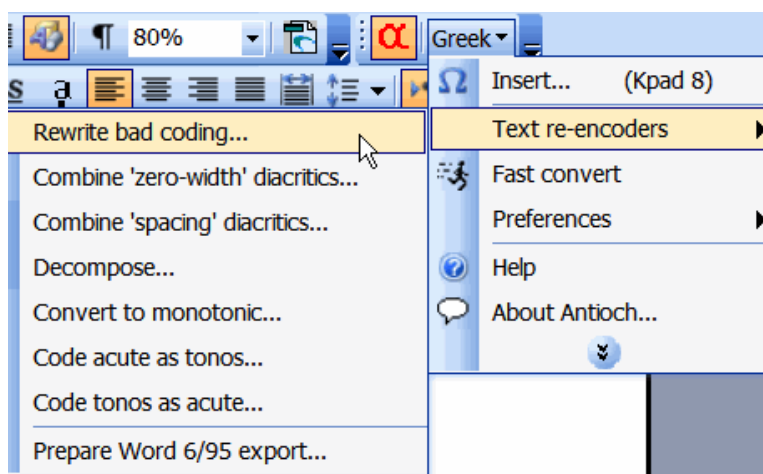 ¶ 80% α Greek
S a
Insert... (Kpad 8)
Text re-encoders
Fast convert
Preferences
Help
About Antioch...
Rewrite bad coding...
Combine 'zero-width' diacritics...
Combine 'spacing' diacritics...
Decompose...
Convert to monotonic...
Code acute as tonos...
Code tonos as acute...
Prepare Word 6/95 export...